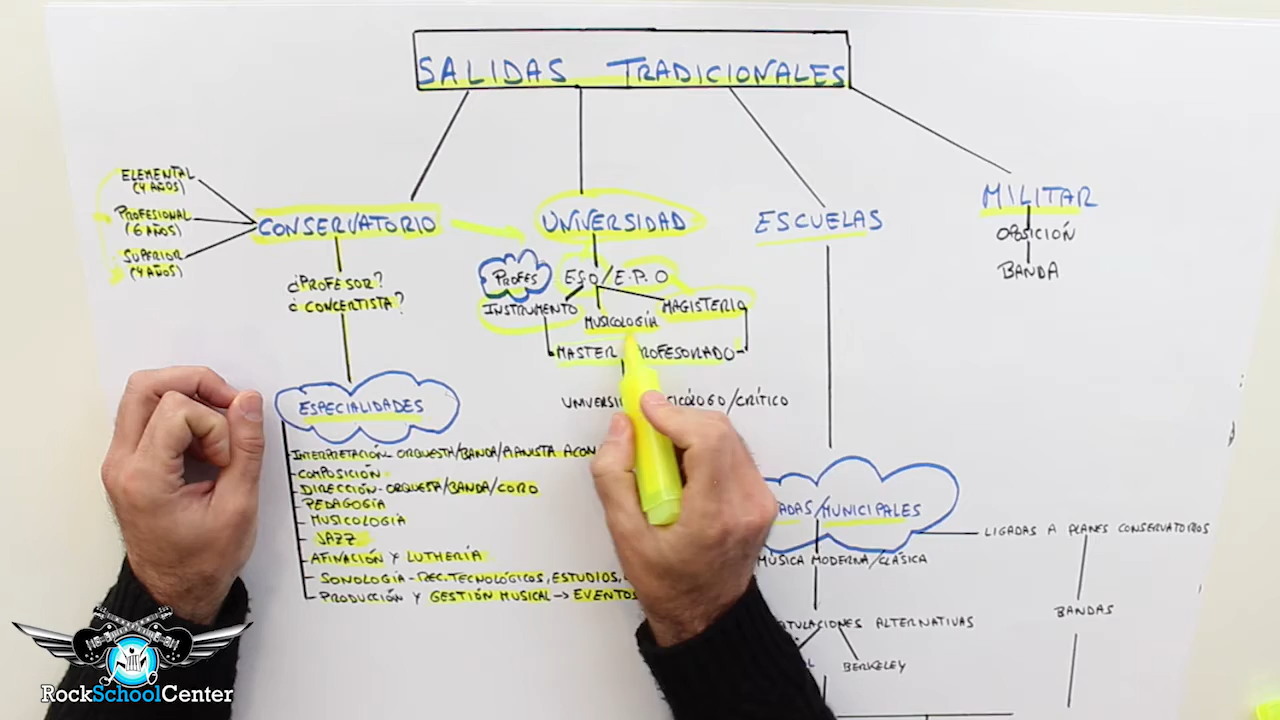 SALIDAS TRADICIONALES
ELEMENTAL
(4 AÑOS)
PROFESIONAL
(6 AÑOS)
SUPERIOR
(4 AÑOS)
CONSERVATORIO
¿PROFESOR?
¿CONCERTISTA?
ESPECIALIDADES
INTERPRETACIÓN ORQUESTA/BANDA/PIANISTA ACON
COMPOSICIÓN
DIRECCIÓN-ORQUESTA/BANDA/CORO
PEDAGOGÍA
MUSICOLOGÍA
JAZZ
AFINACIÓN Y LUTHERÍA
SONOLOGÍA-REC.TECNOLÓGICOS, ESTUDIOS,
PRODUCCIÓN Y GESTIÓN MUSICAL→EVENTOS
UNIVERSIDAD
PROFES
E.S.O/E.P.O
INSTRUMENTO
MAGISTERIO
MUSICOLOGÍA
MASTER PROFESORADO
/CRÍTICO
ESCUELAS
/MUNICIPALES
MÚSICA MODERNA/CLÁSICA
ALTERNATIVAS
BERKELEY
LIGADAS A PLANES CONSERVATORIOS
BANDAS
MILITAR
OPOSICIÓN
BANDA
RockSchoolCenter